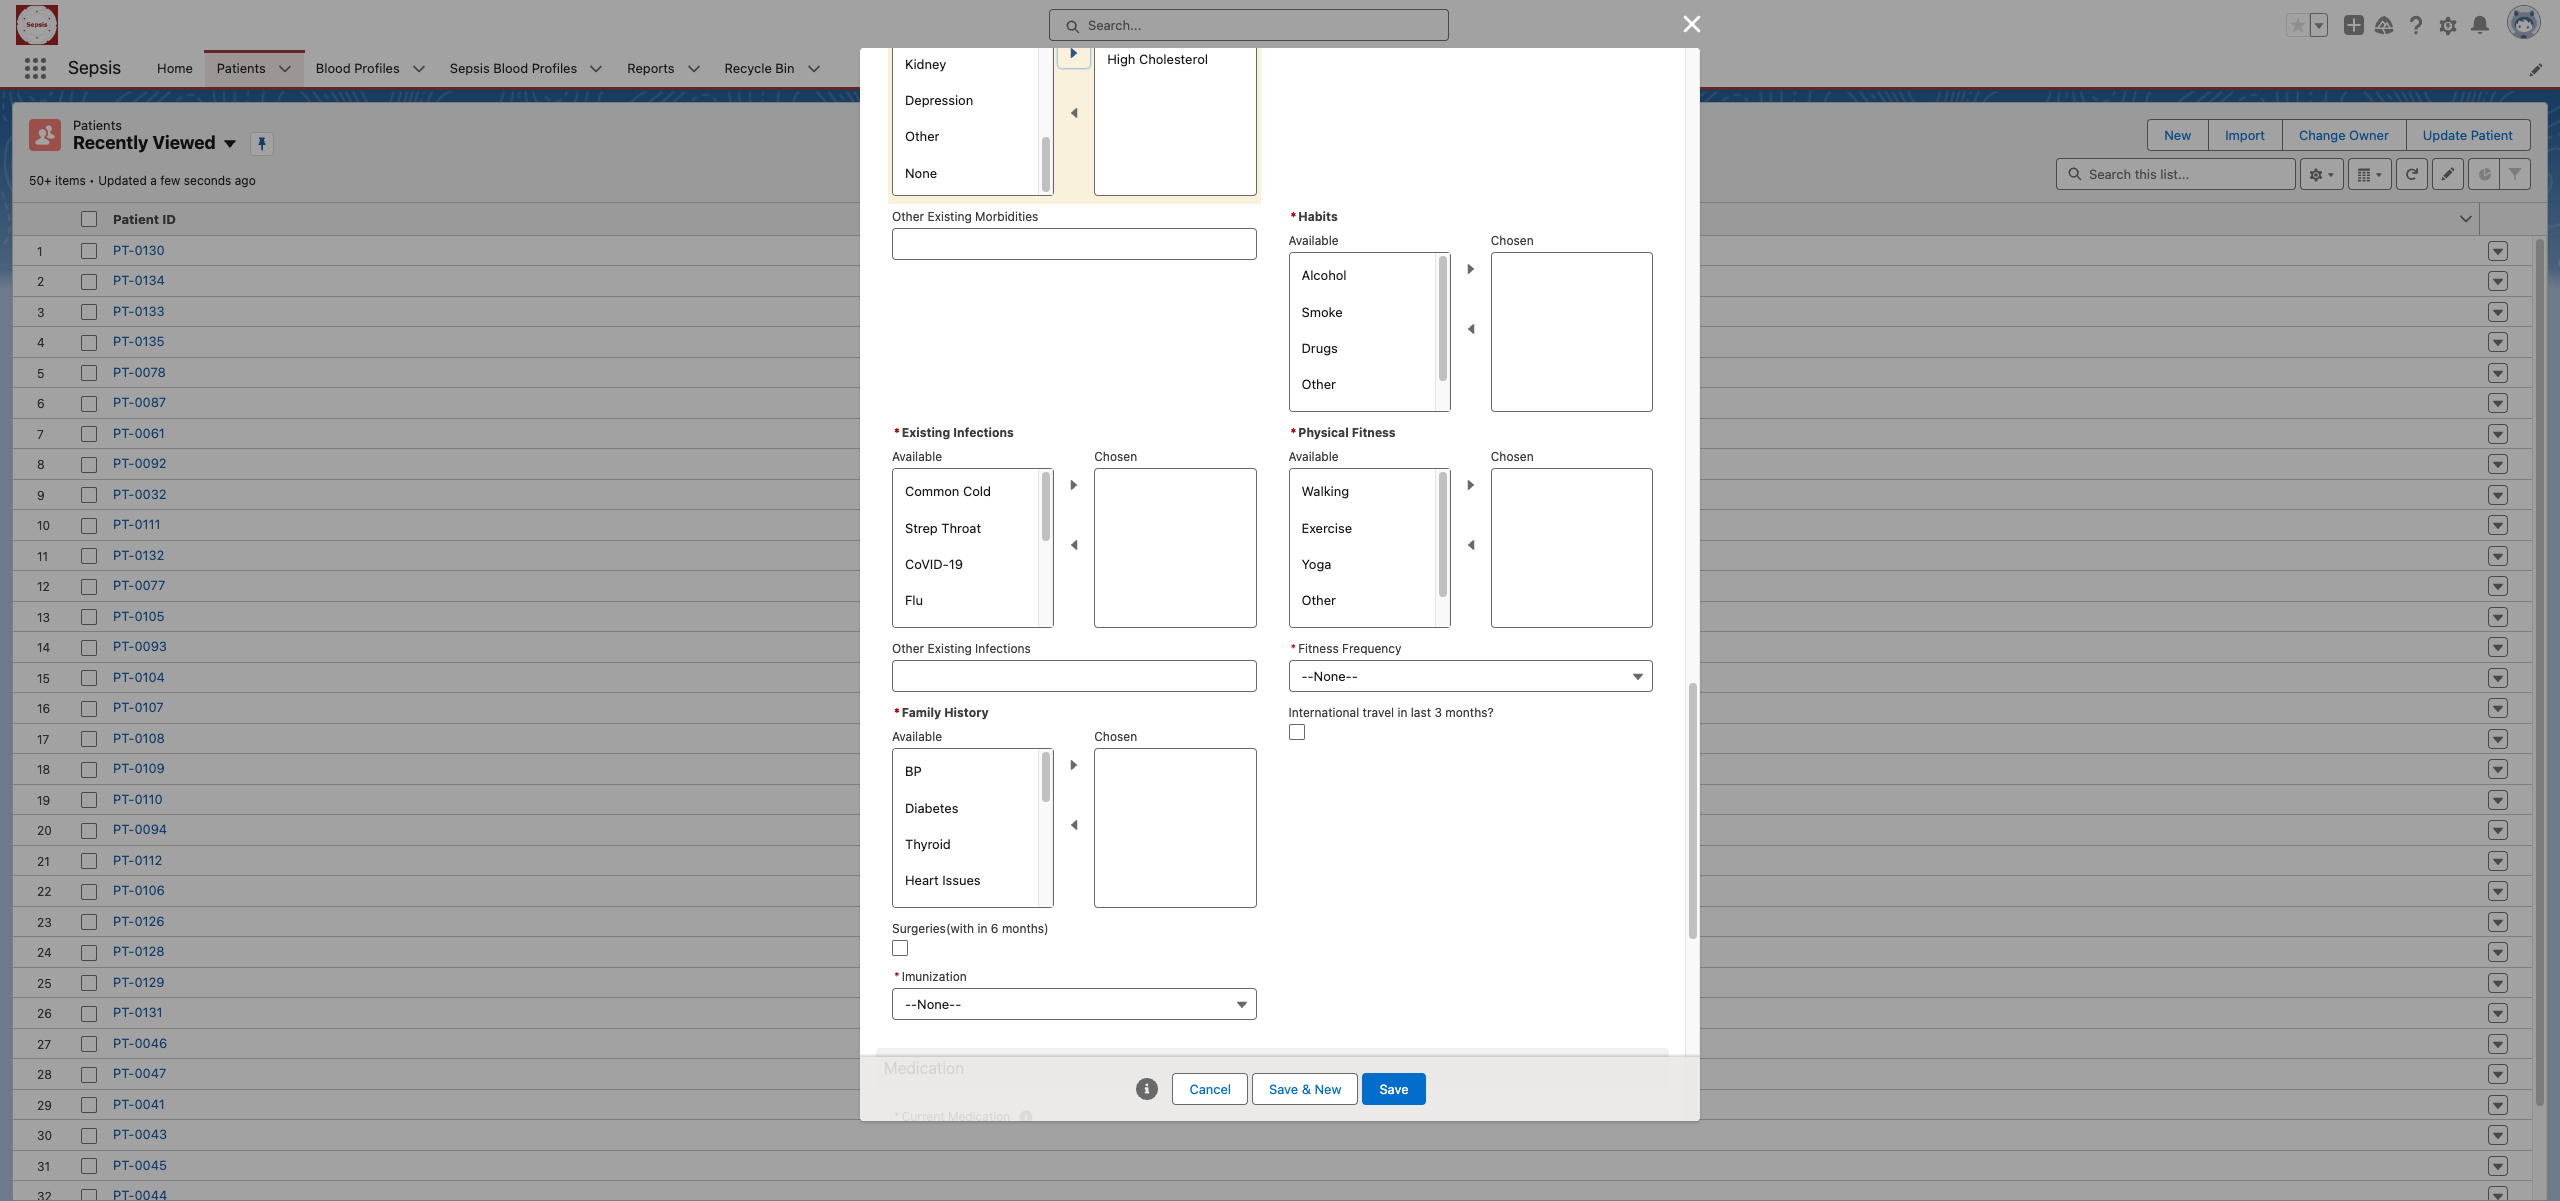 Sepsis
Search...
Sepsis
Home
Patients
Blood Profiles
Sepsis Blood Profiles
Reports
Recycle Bin
Patients
Recently Viewed
50+ items • Updated a few seconds ago
New
Import
Change Owner
Update Patient
Search this list...
Patient ID
1 PT-0130
2 PT-0134
3 PT-0133
4 PT-0135
5 PT-0078
6 PT-0087
7 PT-0061
8 PT-0092
9 PT-0032
10 PT-0111
11 PT-0132
12 PT-0077
13 PT-0105
14 PT-0093
15 PT-0104
16 PT-0107
17 PT-0108
18 PT-0109
19 PT-0110
20 PT-0094
21 PT-0112
22 PT-0106
23 PT-0126
24 PT-0128
25 PT-0129
26 PT-0131
27 PT-0046
28 PT-0047
29 PT-0041
30 PT-0043
31 PT-0045
32 PT-0044
Kidney
Depression
Other
None
High Cholesterol
Other Existing Morbidities
*Habits
Available
Chosen
Alcohol
Smoke
Drugs
Other
*Existing Infections
Available
Chosen
Common Cold
Strep Throat
CoVID-19
Flu
*Physical Fitness
Available
Chosen
Walking
Exercise
Yoga
Other
Other Existing Infections
*Fitness Frequency
--None--
*Family History
Available
Chosen
BP
Diabetes
Thyroid
Heart Issues
International travel in last 3 months?
Surgeries(with in 6 months)
*Imunization
--None--
Medication
*Current Medication
Cancel
Save & New
Save